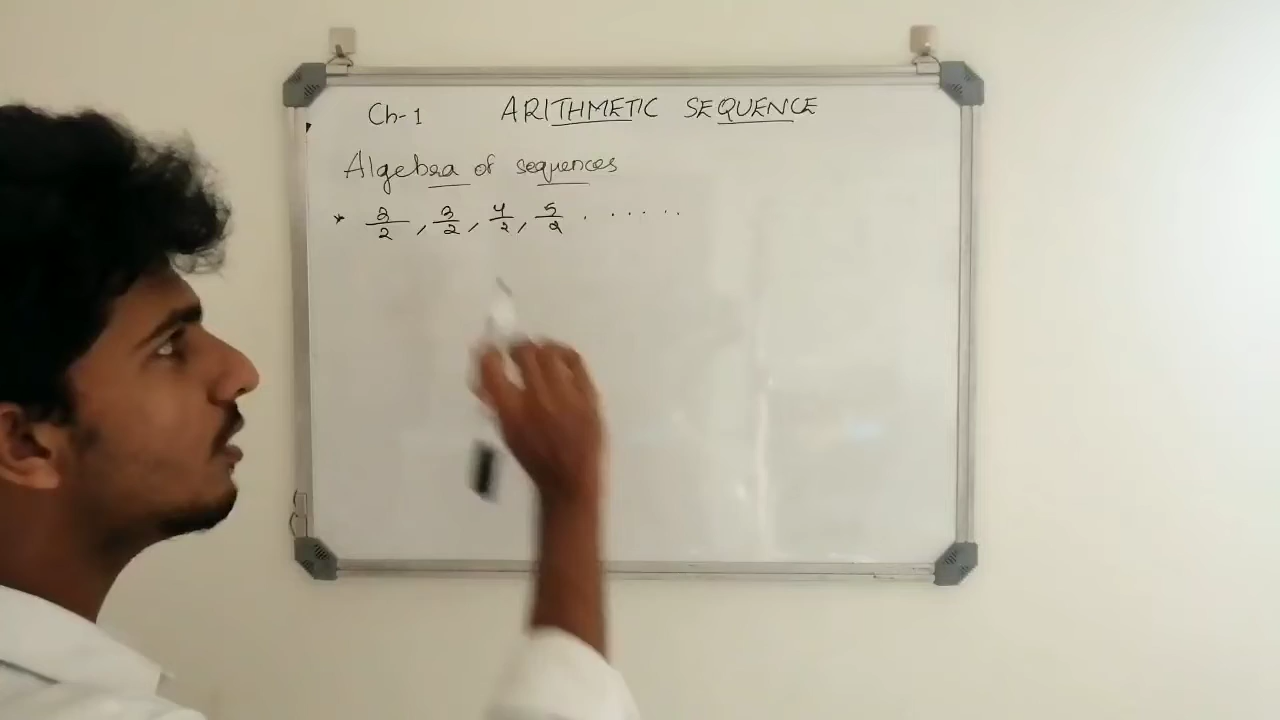 Ch-1 ARITHMETIC SEQUENCE
Algebra of sequences
* 2/2, 3/2, 4/2, 5/2 . . . . . .